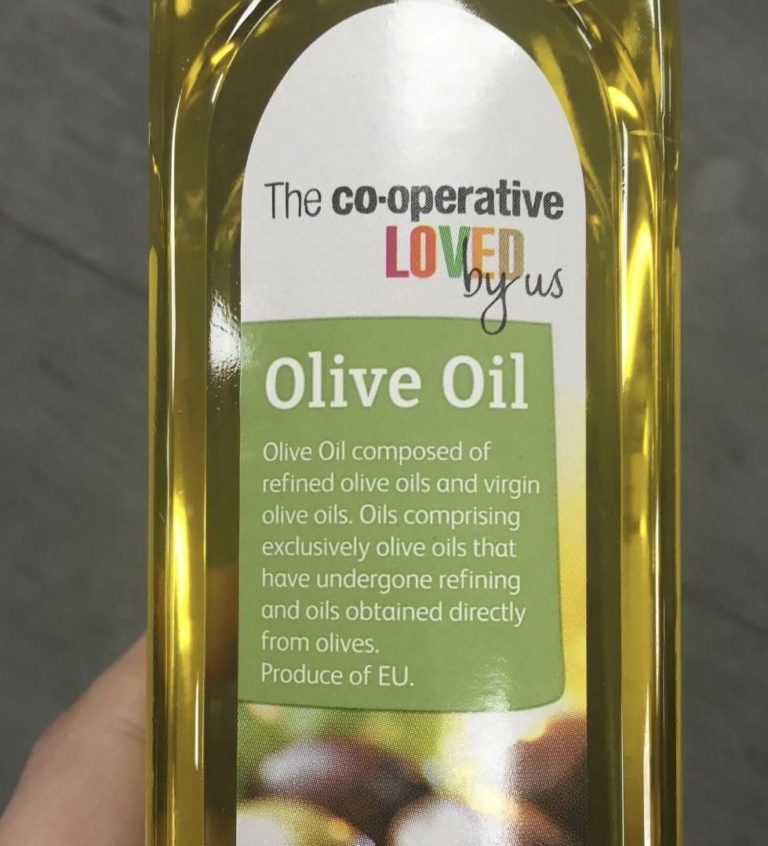 The co-operative
LOVED
by us
Olive Oil
Olive Oil composed of
refined olive oils and virgin
olive oils. Oils comprising
exclusively olive oils that
have undergone refining
and oils obtained directly
from olives.
Produce of EU.